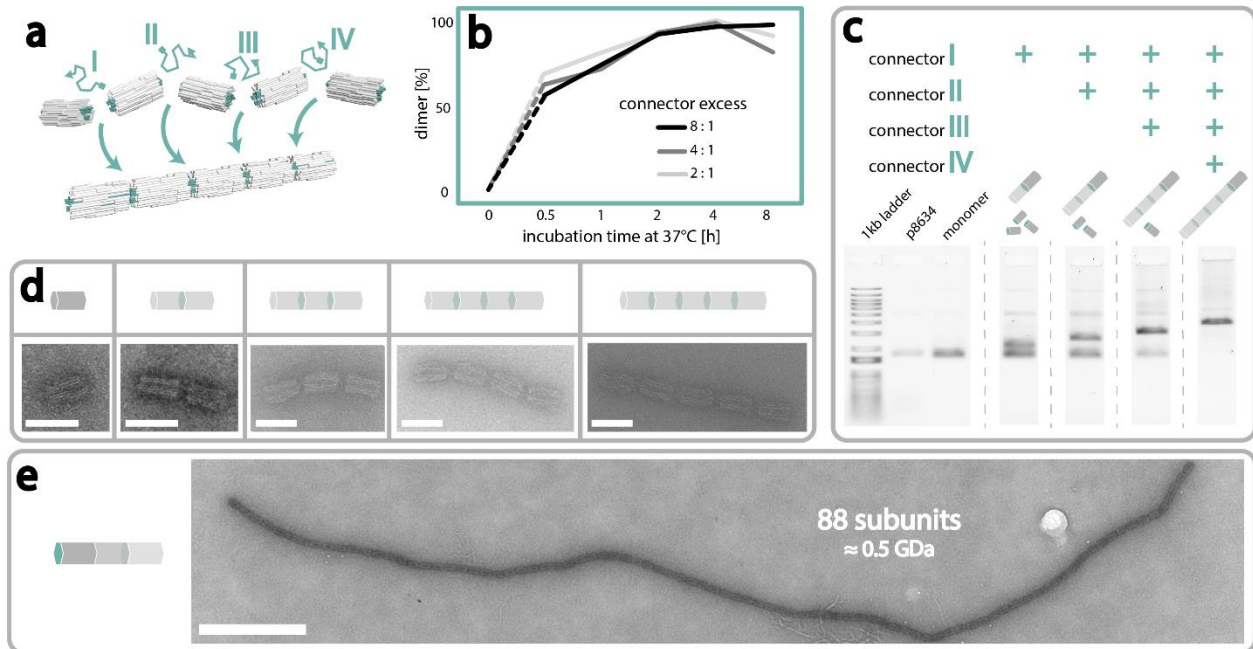 a
I
II
III
IV
b
100
50
0
dimer [%]
connector excess
8 : 1
4 : 1
2 : 1
0 0.5 1 2 4 8
incubation time at 37°C [h]
c
connector I + + + +
connector II + + +
connector III + +
connector IV +
1kb ladder
p8634
monomer
d
e
88 subunits
≈ 0.5 GDa